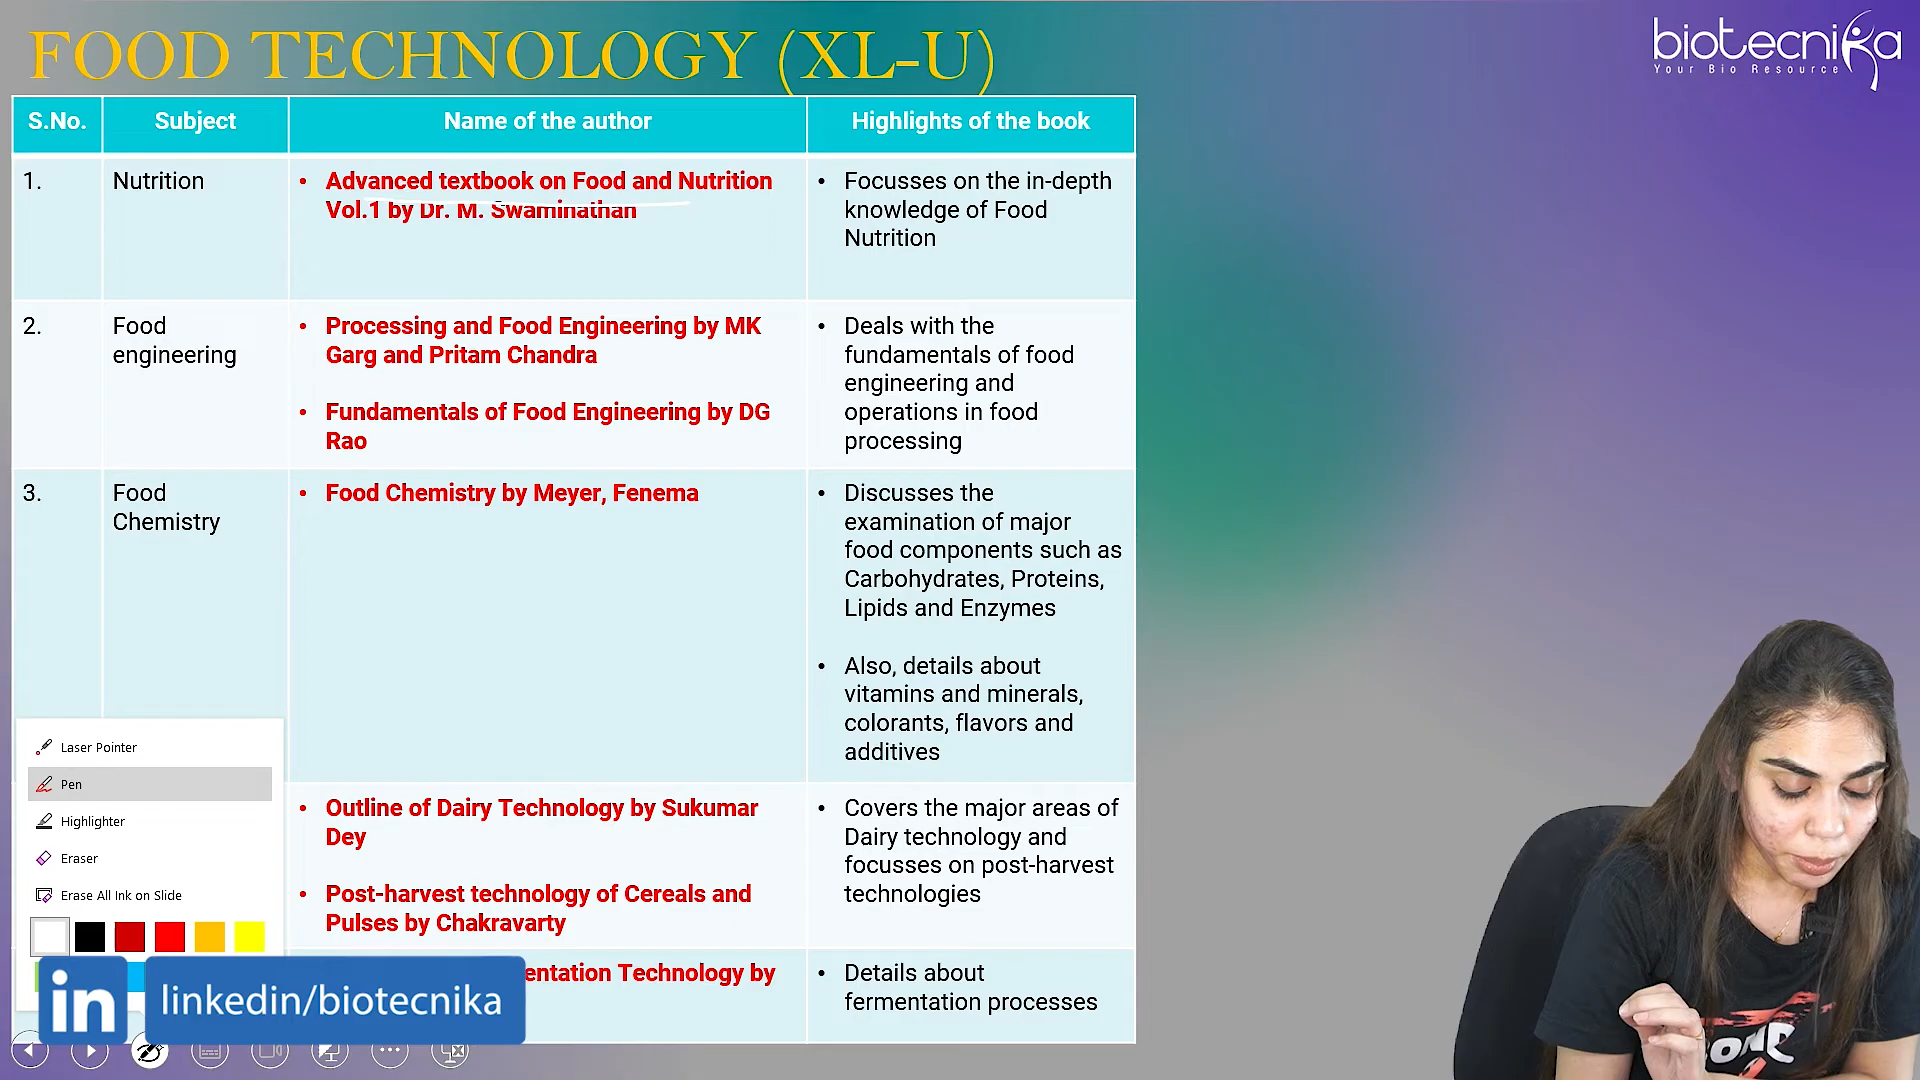 FOOD TECHNOLOGY (XL-U)
biotecnika
Your Bio Resource
S.No.
Subject
Name of the author
Highlights of the book
1.
Nutrition
• Advanced textbook on Food and Nutrition
Vol.1 by Dr. M. Swaminathan
• Focusses on the in-depth
knowledge of Food
Nutrition
2.
Food
engineering
• Processing and Food Engineering by MK
Garg and Pritam Chandra
• Fundamentals of Food Engineering by DG
Rao
• Deals with the
fundamentals of food
engineering and
operations in food
processing
3.
Food
Chemistry
• Food Chemistry by Meyer, Fenema
• Discusses the
examination of major
food components such as
Carbohydrates, Proteins,
Lipids and Enzymes
• Also, details about
vitamins and minerals,
colorants, flavors and
additives
• Outline of Dairy Technology by Sukumar
Dey
• Post-harvest technology of Cereals and
Pulses by Chakravarty
• Covers the major areas of
Dairy technology and
focusses on post-harvest
technologies
entation Technology by
• Details about
fermentation processes
Laser Pointer
Pen
Highlighter
Eraser
Erase All Ink on Slide
in
linkedin/biotecnika